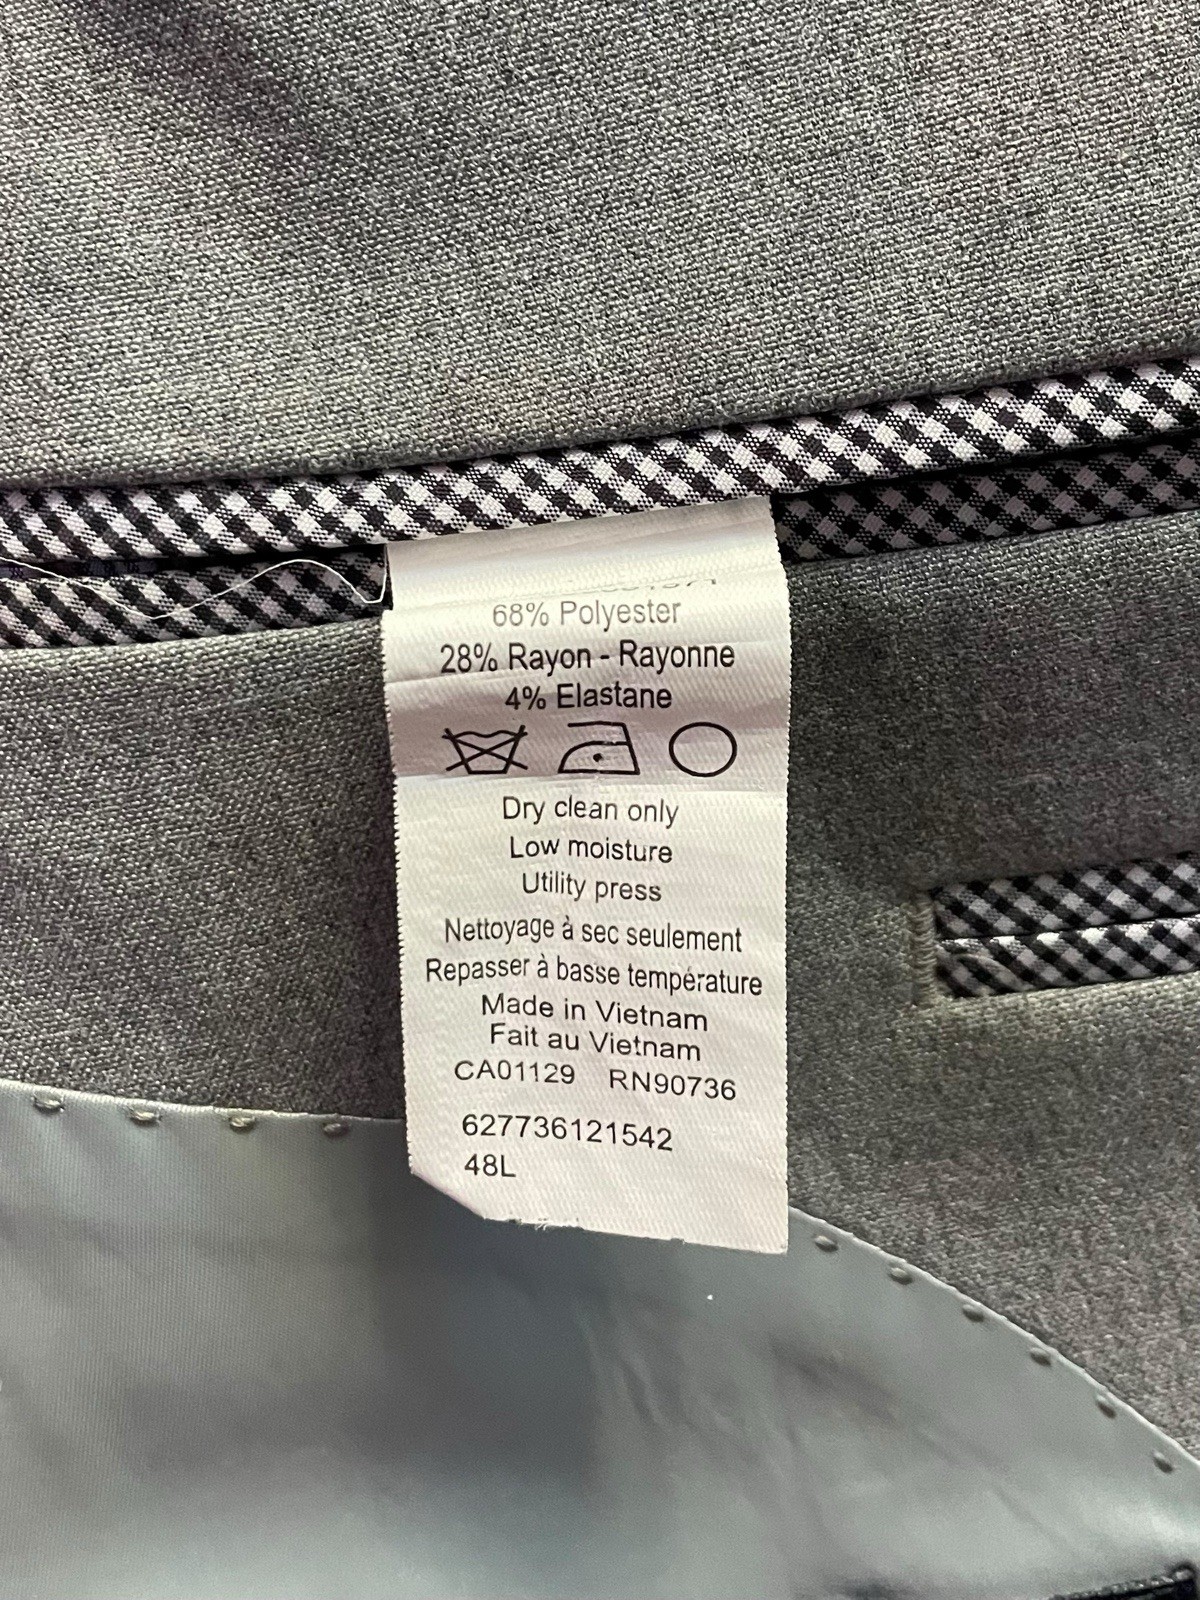 68% Polyester
28% Rayon - Rayonne
4% Elastane
Dry clean only
Low moisture
Utility press
Nettoyage à sec seulement
Repasser à basse température
Made in Vietnam
Fait au Vietnam
CA01129 RN90736
627736121542
48L